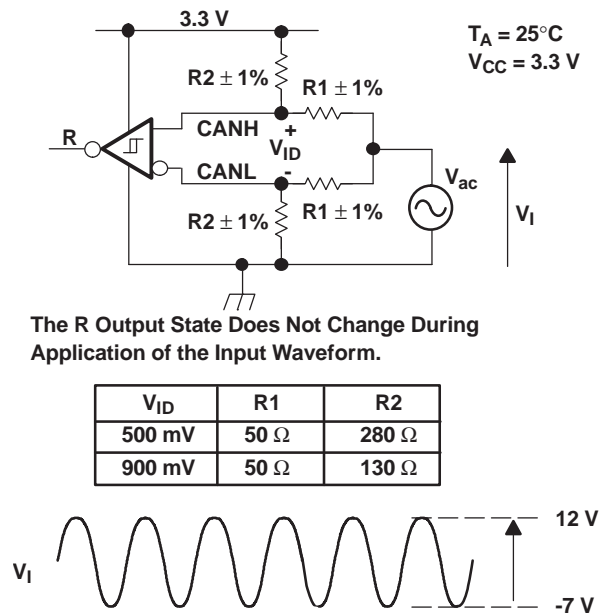 3.3 V
T_A = 25°C
V_CC = 3.3 V
R2 ± 1%
R1 ± 1%
R
CANH
+
V_ID
CANL
-
V_ac
V_I
R2 ± 1%
R1 ± 1%
The R Output State Does Not Change During
Application of the Input Waveform.
V_ID R1 R2
500 mV 50 Ω 280 Ω
900 mV 50 Ω 130 Ω
12 V
V_I
-7 V